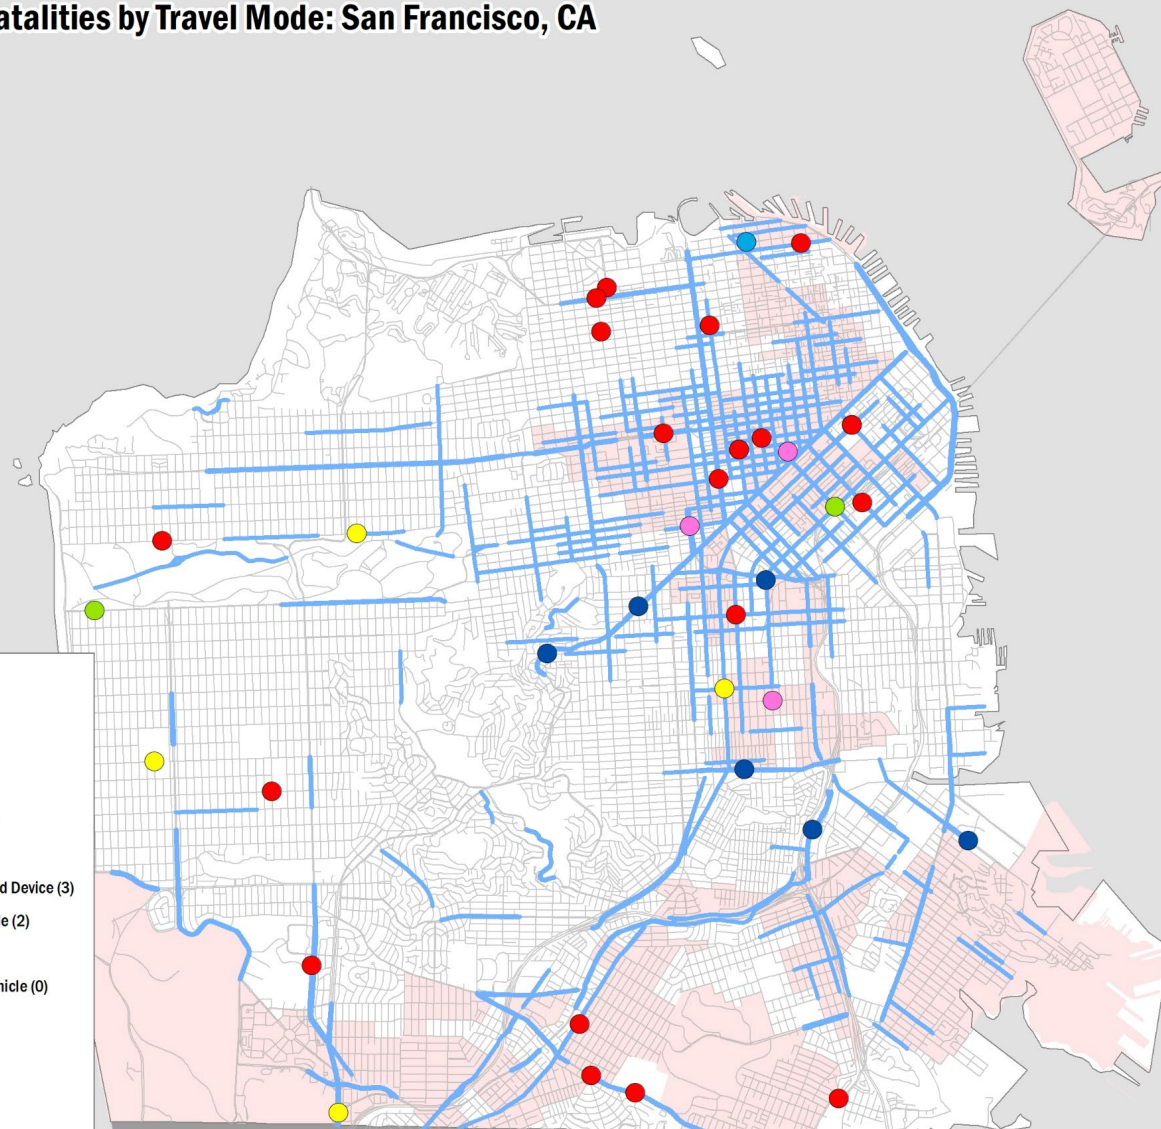 atalities by Travel Mode: San Francisco, CA
d Device (3)
e (2)
nicle (0)